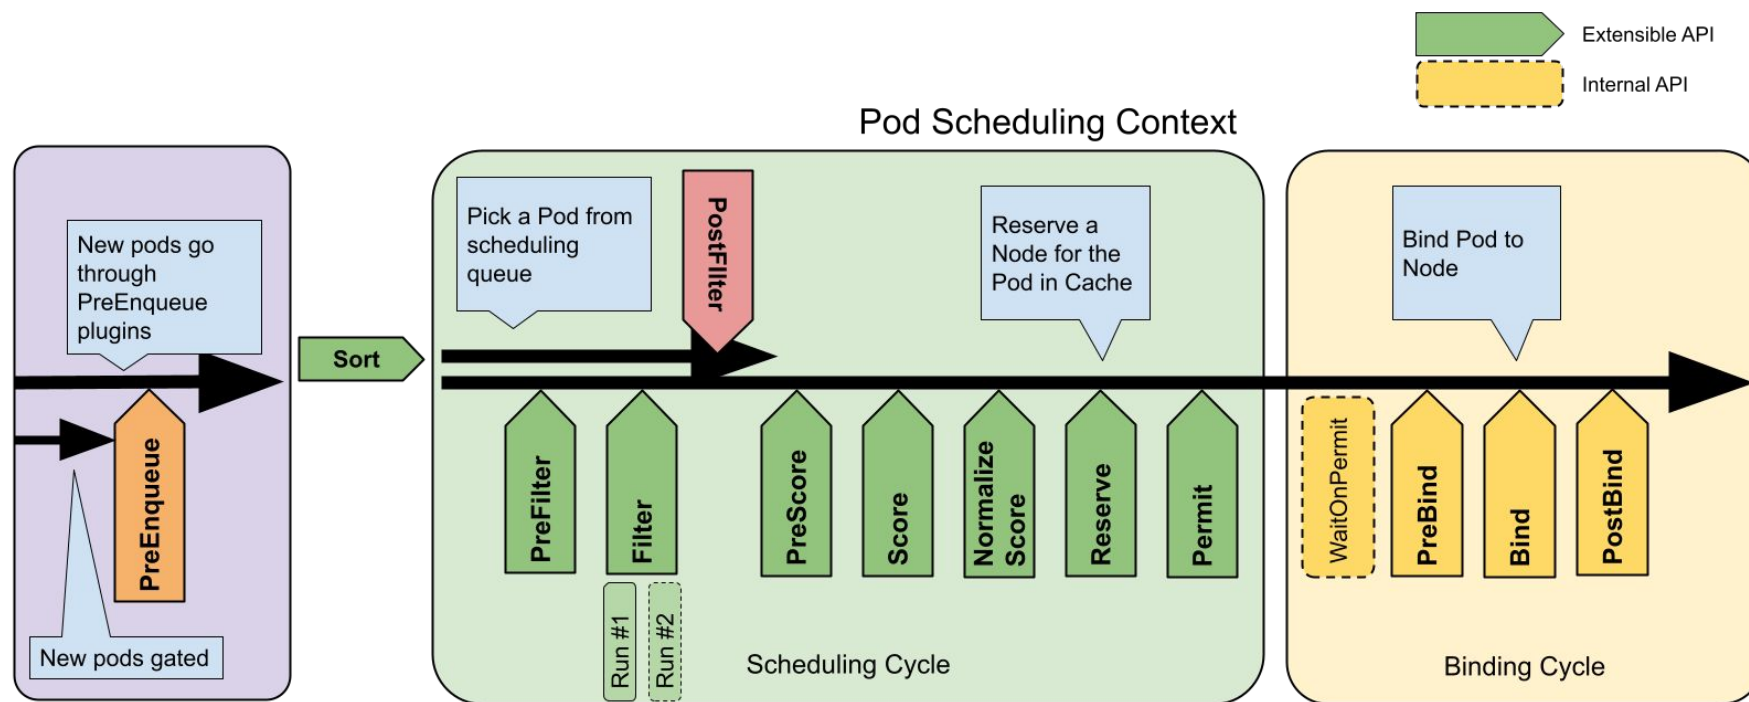 Extensible API
Internal API
Pod Scheduling Context
New pods go
through
PreEnqueue
plugins
PreEnqueue
New pods gated
Sort
Pick a Pod from
scheduling
queue
PostFIlter
Reserve a
Node for the
Pod in Cache
PreFilter
Filter
Run #1
Run #2
PreScore
Score
Normalize
Score
Reserve
Permit
Scheduling Cycle
Bind Pod to
Node
WaitOnPermit
PreBind
Bind
PostBind
Binding Cycle